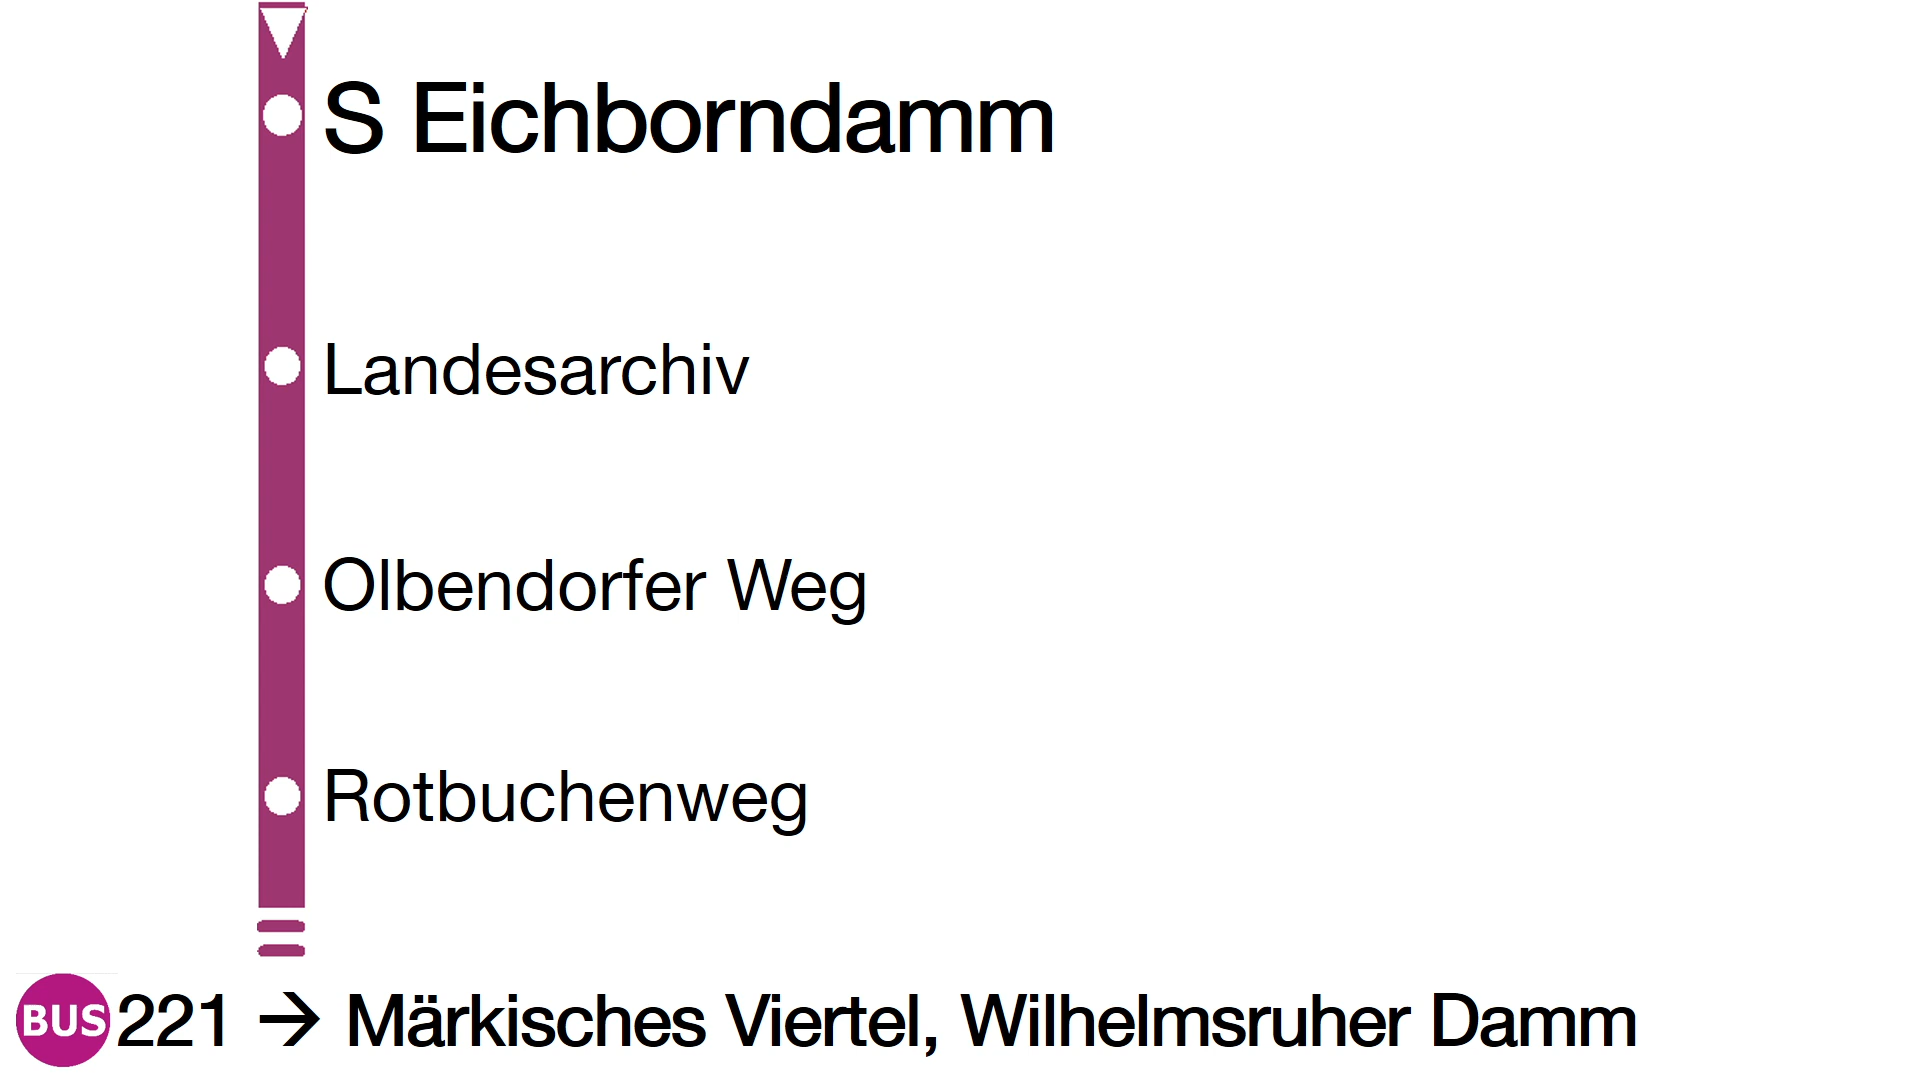 S Eichborndamm
Landesarchiv
Olbendorfer Weg
Rotbuchenweg
BUS 221 → Märkisches Viertel, Wilhelmsruher Damm